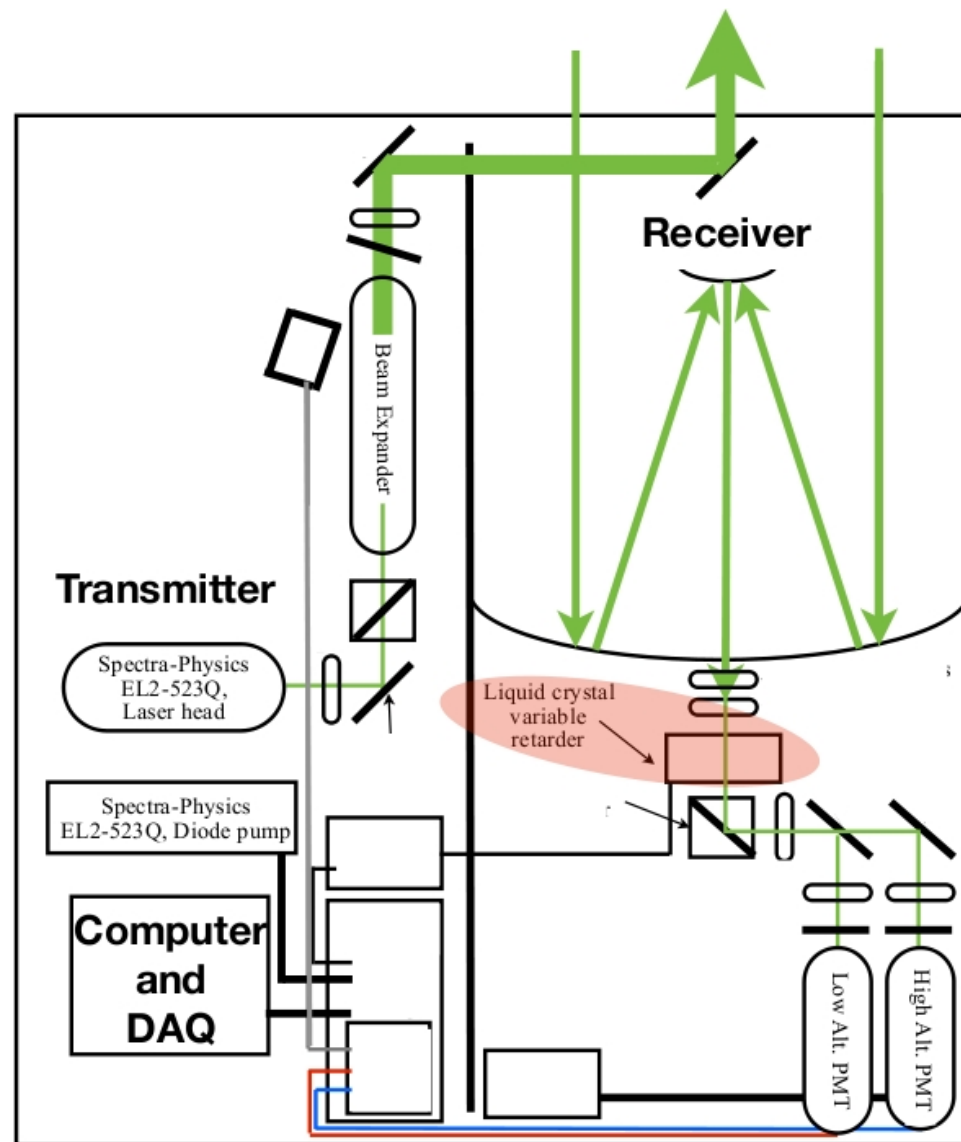 Receiver
Beam Expander
Transmitter
Spectra-Physics
EL2-523Q,
Laser head
Liquid crystal
variable
retarder
Spectra-Physics
EL2-523Q, Diode pump
Computer
and
DAQ
Low Alt. PMT
High Alt. PMT